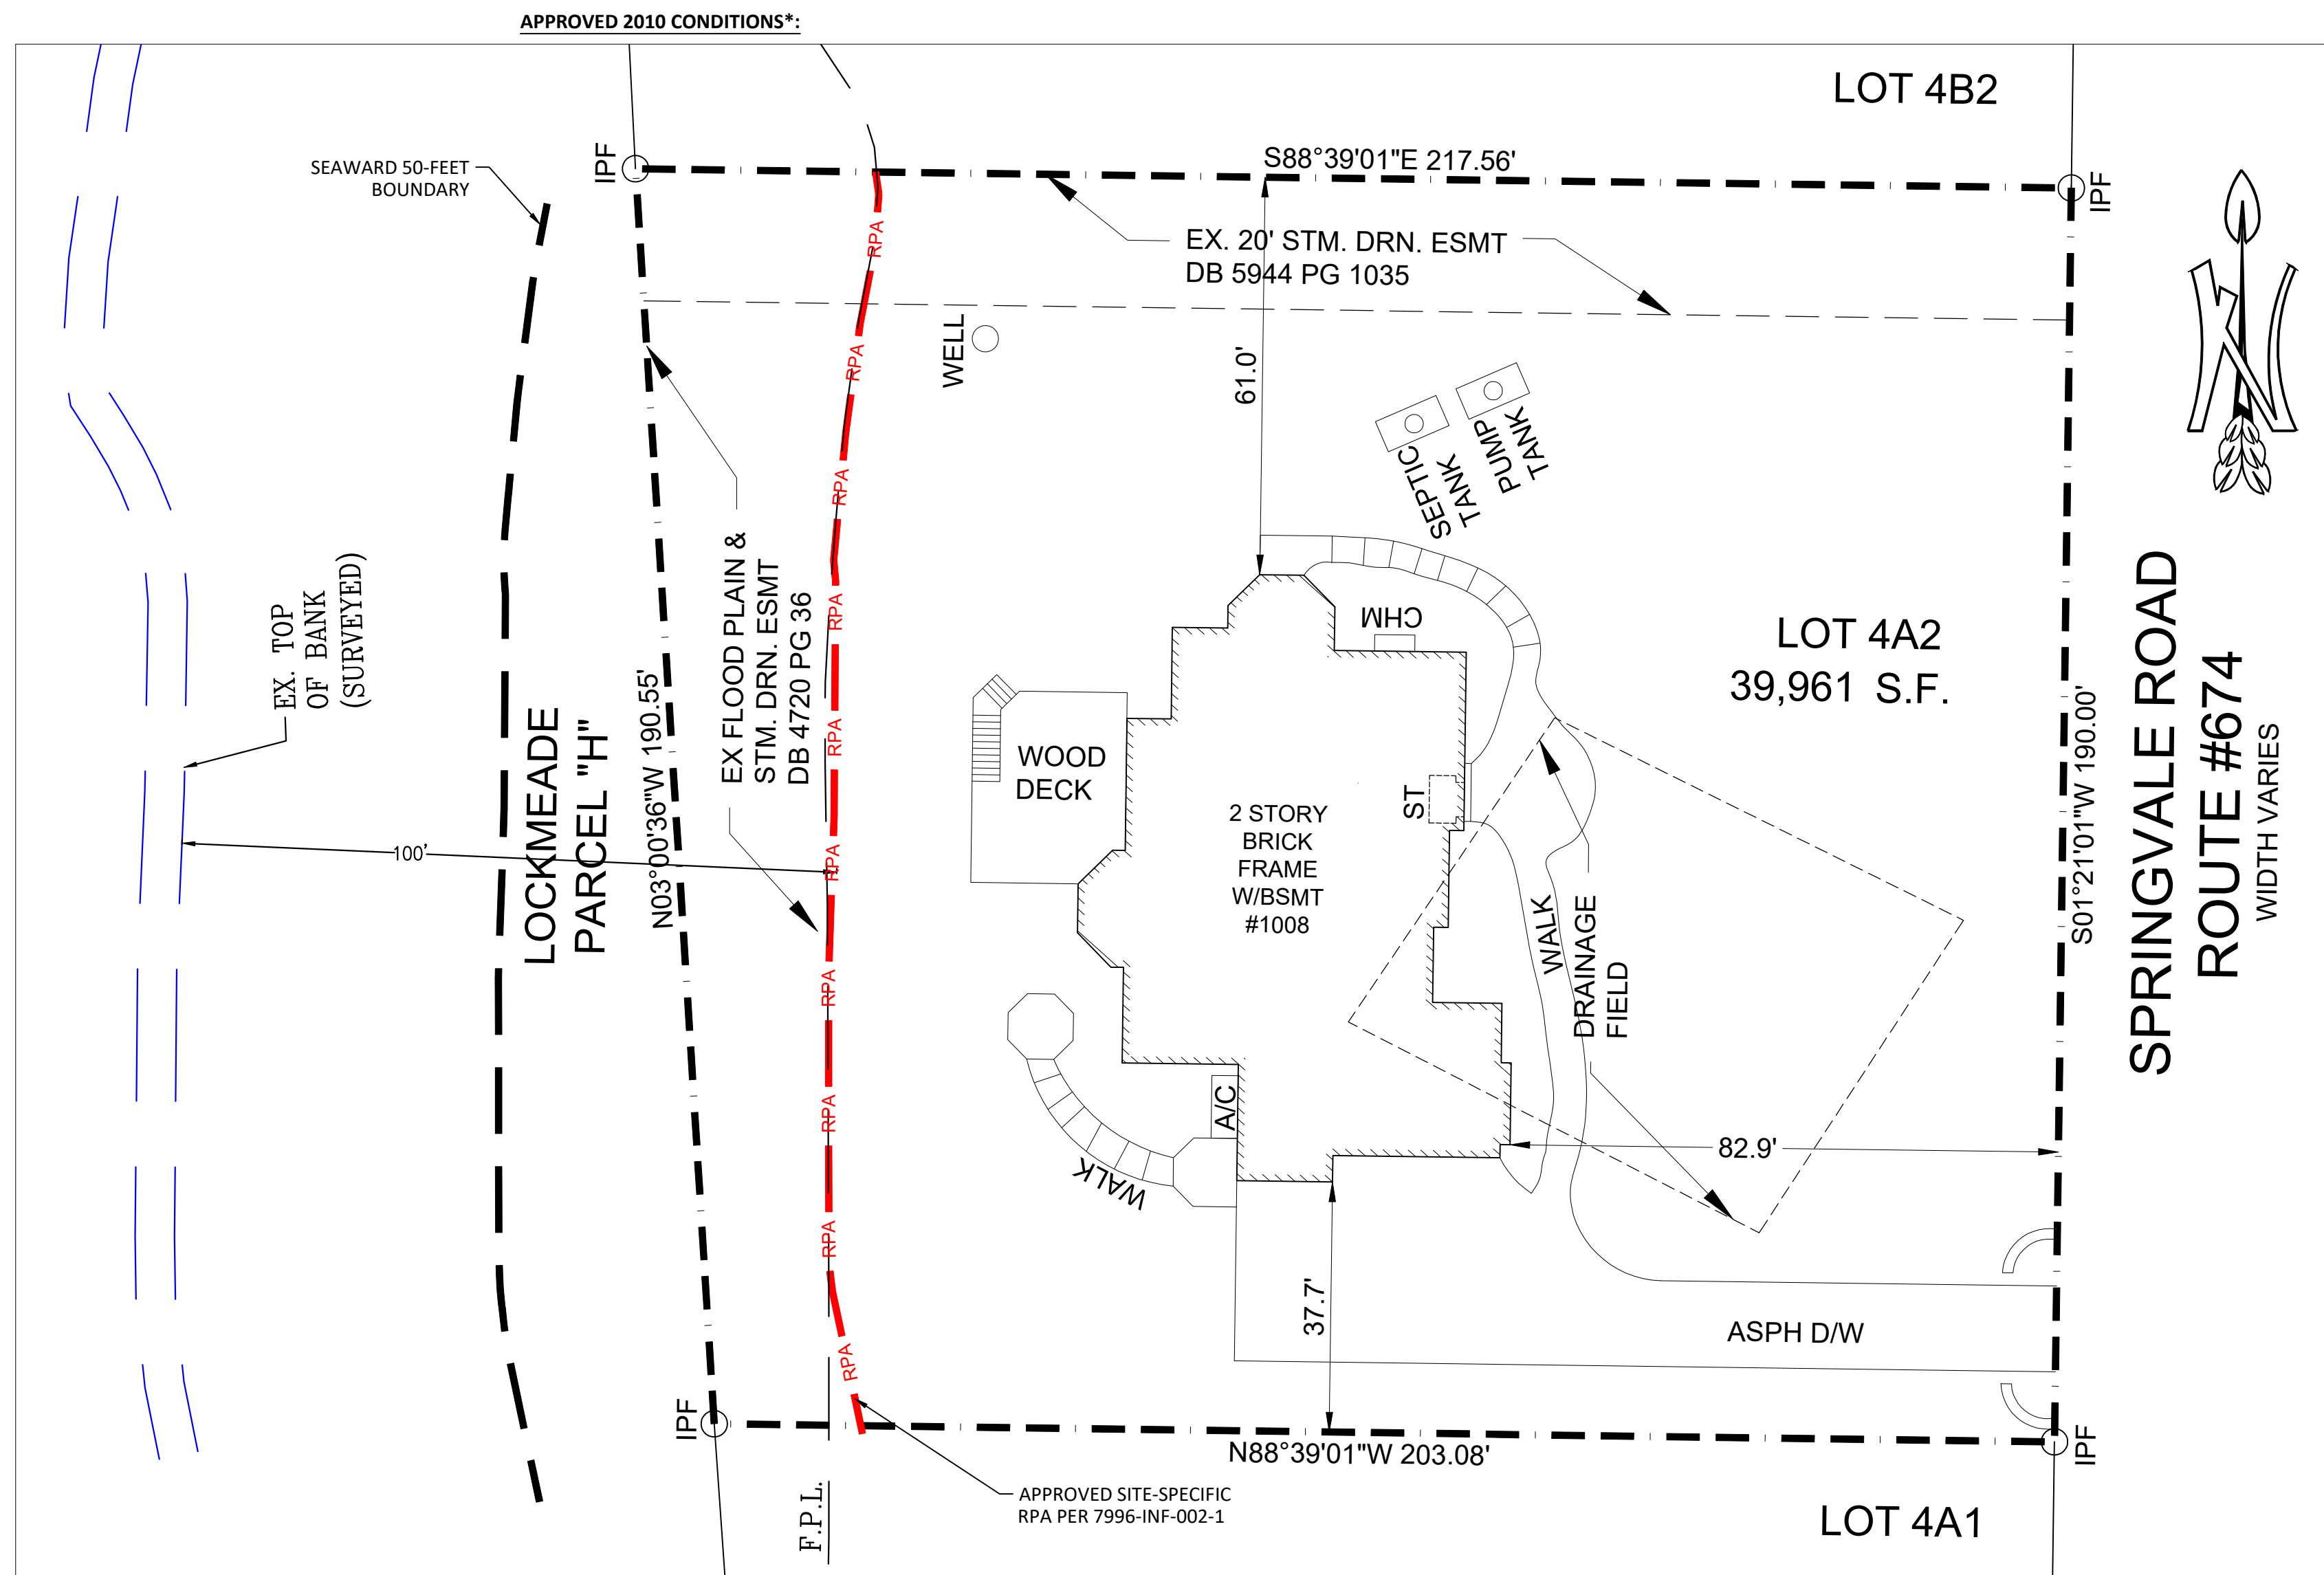 APPROVED 2010 CONDITIONS*:
LOT 4B2
SEAWARD 50-FEET
BOUNDARY
IPF
S88°39'01"E 217.56'
IPF
EX. 20' STM. DRN. ESMT
DB 5944 PG 1035
RPA
WELL
RPA
61.0'
RPA
SEPTIC
TANK
PUMP
TANK
EX. TOP
OF BANK
(SURVEYED)
EX FLOOD PLAIN &
STM. DRN. ESMT
DB 4720 PG 36
RPA
CHM
LOT 4A2
39,961 S.F.
SPRINGVALE ROAD
ROUTE #674
WIDTH VARIES
LOCKMEADE
PARCEL "H"
N03°00'36"W 190.55'
RPA
WOOD
DECK
2 STORY
BRICK
FRAME
W/BSMT
#1008
ST
S01°21'01"W 190.00'
100'
RPA
WALK
DRAINAGE
FIELD
RPA
RPA
A/C
WALK
82.9'
RPA
37.7'
ASPH D/W
RPA
IPF
N88°39'01"W 203.08'
IPF
F.P.L.
APPROVED SITE-SPECIFIC
RPA PER 7996-INF-002-1
LOT 4A1
N